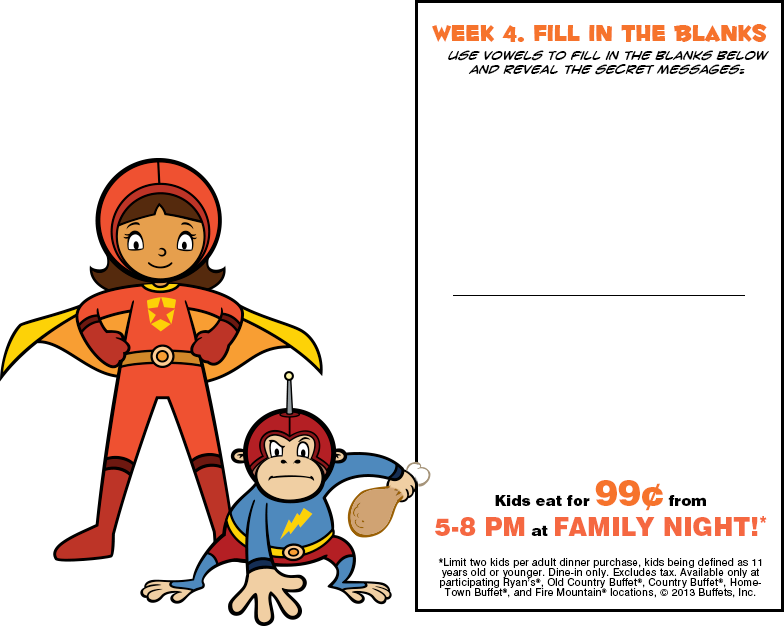 WEEK 4. FILL IN THE BLANKS
USE VOWELS TO FILL IN THE BLANKS BELOW
AND REVEAL THE SECRET MESSAGES:
Kids eat for 99¢ from
5-8 PM at FAMILY NIGHT!*
*Limit two kids per adult dinner purchase, kids being defined as 11
years old or younger. Dine-in only. Excludes tax. Available only at
participating Ryan's®, Old Country Buffet®, Country Buffet®, Home-
Town Buffet®, and Fire Mountain® locations, © 2013 Buffets, Inc.